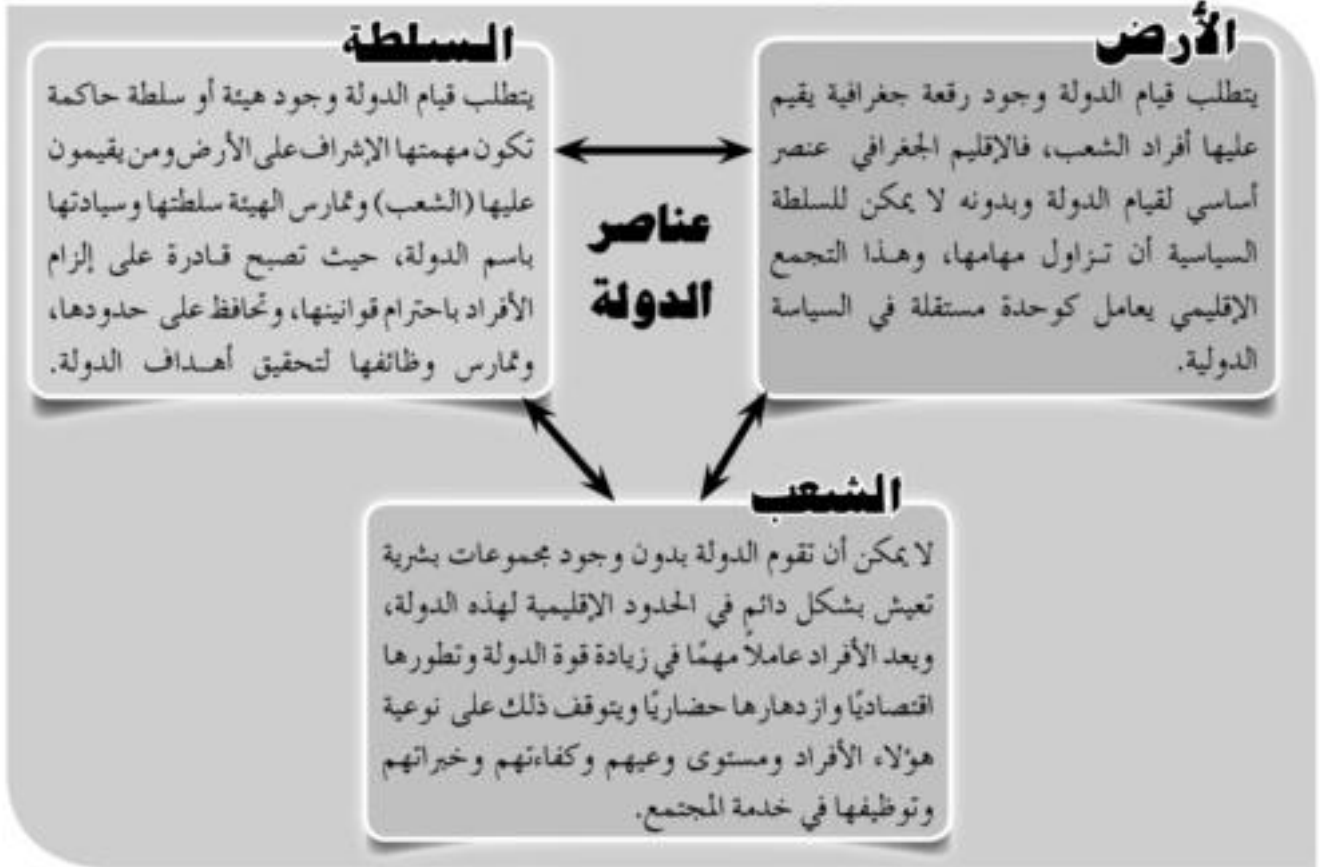 الأرض
يتطلب قيام الدولة وجود رقعة جغرافية يقيم
عليها أفراد الشعب، فالإقليم الجغرافي عنصر
أساسي لقيام الدولة وبدونه لا يمكن للسلطة
السياسية أن تـزاول مهامها، وهـذا التجمع
الإقليمي يعامل كوحدة مستقلة في السياسة
الدولية.
السلطة
يتطلب قيام الدولة وجود هيئة أو سلطة حاكمة
تكون مهمتها الإشراف على الأرض ومن يقيمون
عليها (الشعب) وتمارس الهيئة سلطتها وسيادتها
باسم الدولة، حيث تصبح قـادرة على إلزام
الأفراد باحترام قوانينها، وتحافظ على حدودها،
وتمارس وظائفها لتحقيق أهـداف الدولة.
عناصر
الدولة
الشعب
لا يمكن أن تقوم الدولة بدون وجود مجموعات بشرية
تعيش بشكل دائم في الحدود الإقليمية لهذه الدولة،
ويعد الأفراد عاملاً مهمًا في زيادة قوة الدولة وتطورها
اقتصاديًا وازدهارها حضاريًا ويتوقف ذلك على نوعية
هؤلاء الأفراد ومستوى وعيهم وكفاءتهم وخبراتهم
وتوظيفها في خدمة المجتمع.